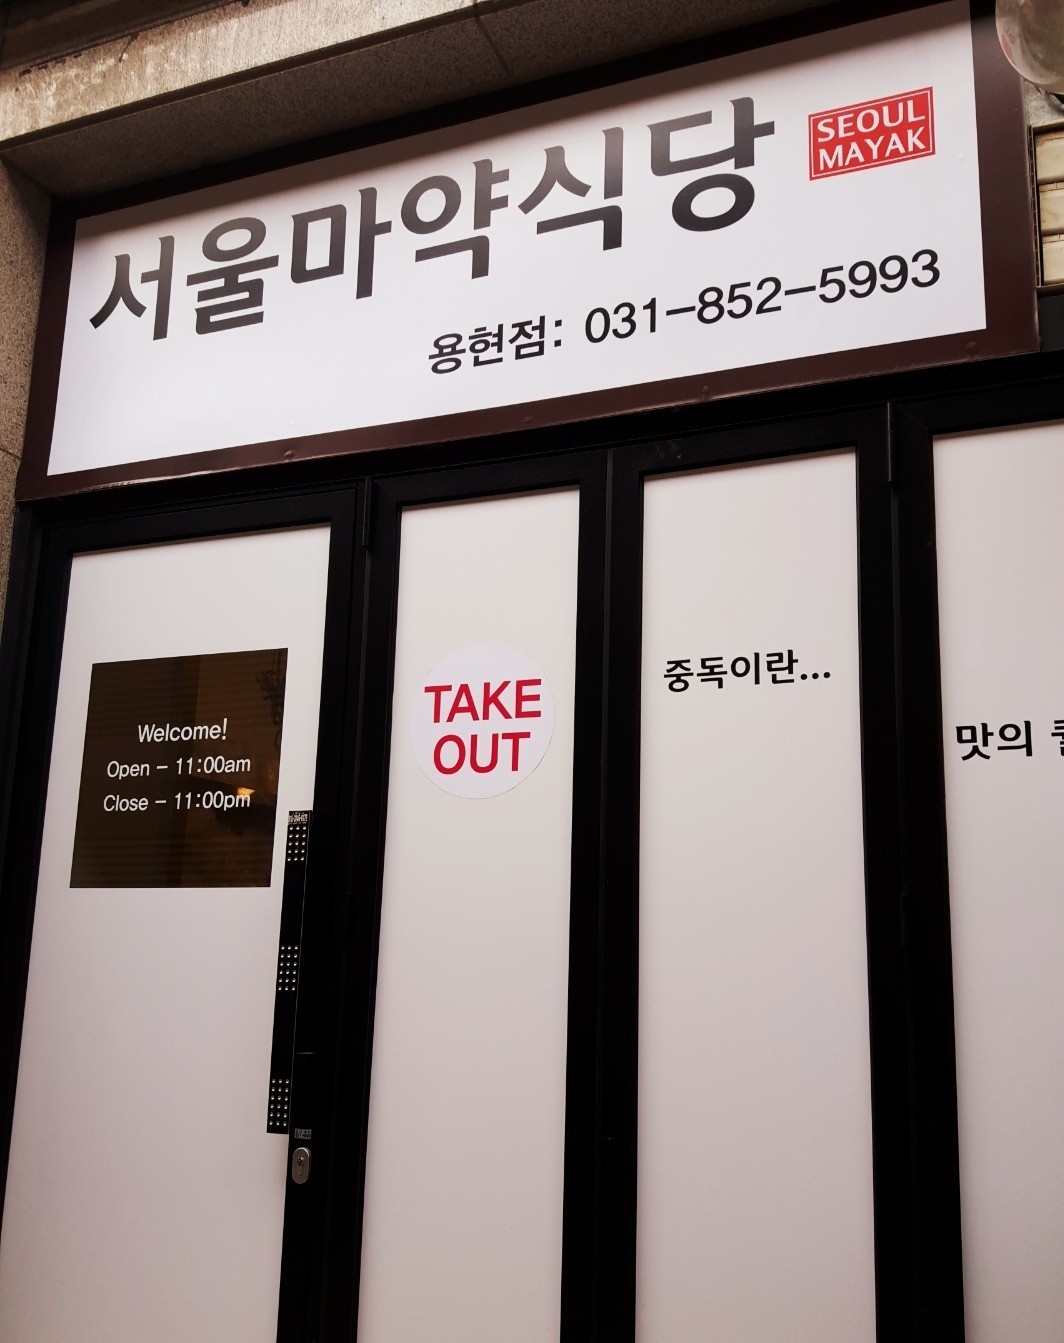 서울마약식당
SEOUL
MAYAK
용현점: 031-852-5993
Welcome!
Open - 11:00am
Close - 11:00pm
TAKE
OUT
중독이란...
맛의